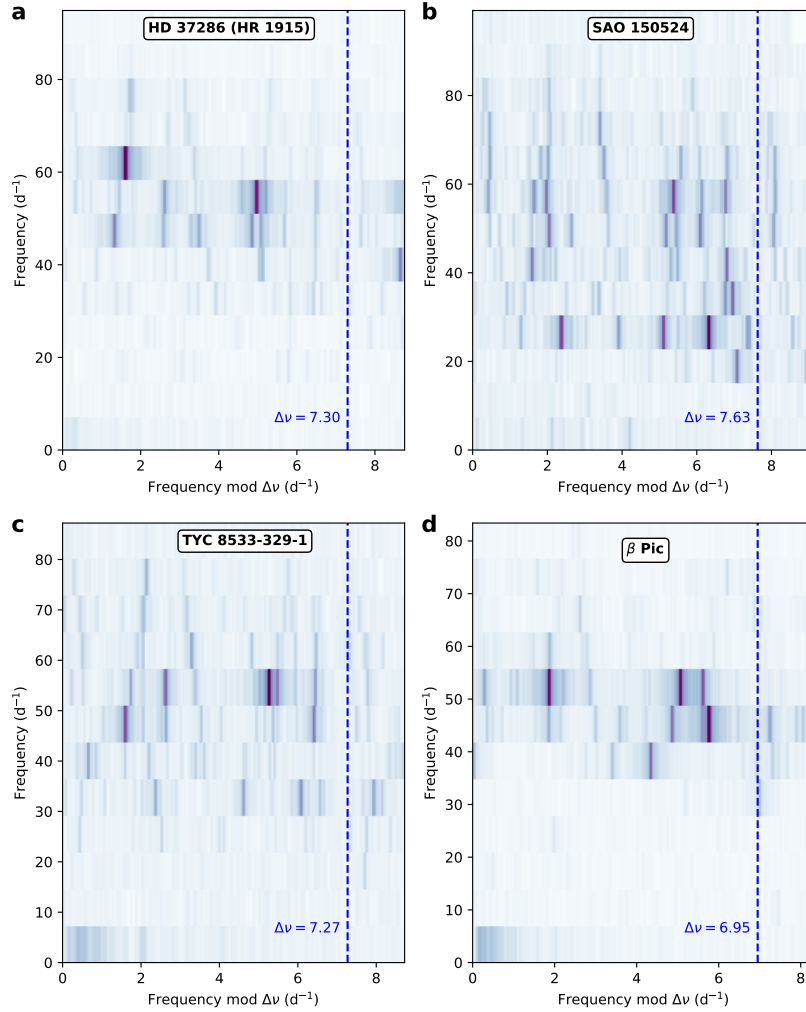 a
HD 37286 (HR 1915)
Frequency (d⁻¹)
80
60
40
20
0
Δν = 7.30
0 2 4 6 8
Frequency mod Δν (d⁻¹)
b
SAO 150524
Frequency (d⁻¹)
80
60
40
20
0
Δν = 7.63
0 2 4 6 8
Frequency mod Δν (d⁻¹)
c
TYC 8533-329-1
Frequency (d⁻¹)
80
70
60
50
40
30
20
10
0
Δν = 7.27
0 2 4 6 8
Frequency mod Δν (d⁻¹)
d
β Pic
Frequency (d⁻¹)
80
70
60
50
40
30
20
10
0
Δν = 6.95
0 2 4 6 8
Frequency mod Δν (d⁻¹)